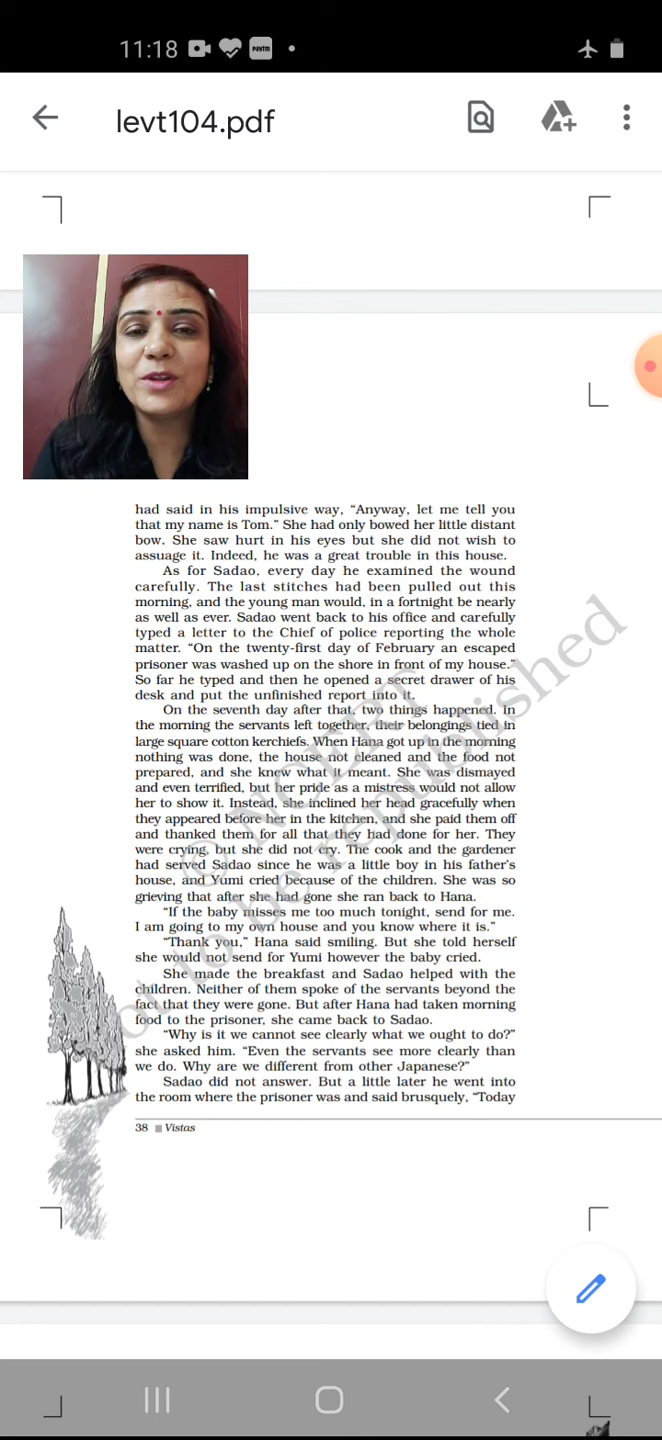 11:18
Paytm
levt104.pdf
had said in his impulsive way, “Anyway, let me tell you
that my name is Tom.” She had only bowed her little distant
bow. She saw hurt in his eyes but she did not wish to
assuage it. Indeed, he was a great trouble in this house.
As for Sadao, every day he examined the wound
carefully. The last stitches had been pulled out this
morning, and the young man would, in a fortnight be nearly
as well as ever. Sadao went back to his office and carefully
typed a letter to the Chief of police reporting the whole
matter. “On the twenty-first day of February an escaped
prisoner was washed up on the shore in front of my house.”
So far he typed and then he opened a secret drawer of his
desk and put the unfinished report into it.
On the seventh day after that, two things happened. In
the morning the servants left together, their belongings tied in
large square cotton kerchiefs. When Hana got up in the morning
nothing was done, the house not cleaned and the food not
prepared, and she knew what it meant. She was dismayed
and even terrified, but her pride as a mistress would not allow
her to show it. Instead, she inclined her head gracefully when
they appeared before her in the kitchen, and she paid them off
and thanked them for all that they had done for her. They
were crying, but she did not cry. The cook and the gardener
had served Sadao since he was a little boy in his father’s
house, and Yumi cried because of the children. She was so
grieving that after she had gone she ran back to Hana.
“If the baby misses me too much tonight, send for me.
I am going to my own house and you know where it is.”
“Thank you,” Hana said smiling. But she told herself
she would not send for Yumi however the baby cried.
She made the breakfast and Sadao helped with the
children. Neither of them spoke of the servants beyond the
fact that they were gone. But after Hana had taken morning
food to the prisoner, she came back to Sadao.
“Why is it we cannot see clearly what we ought to do?”
she asked him. “Even the servants see more clearly than
we do. Why are we different from other Japanese?”
Sadao did not answer. But a little later he went into
the room where the prisoner was and said brusquely, “Today
38 ■ Vistas
© NCERT
not to be republished